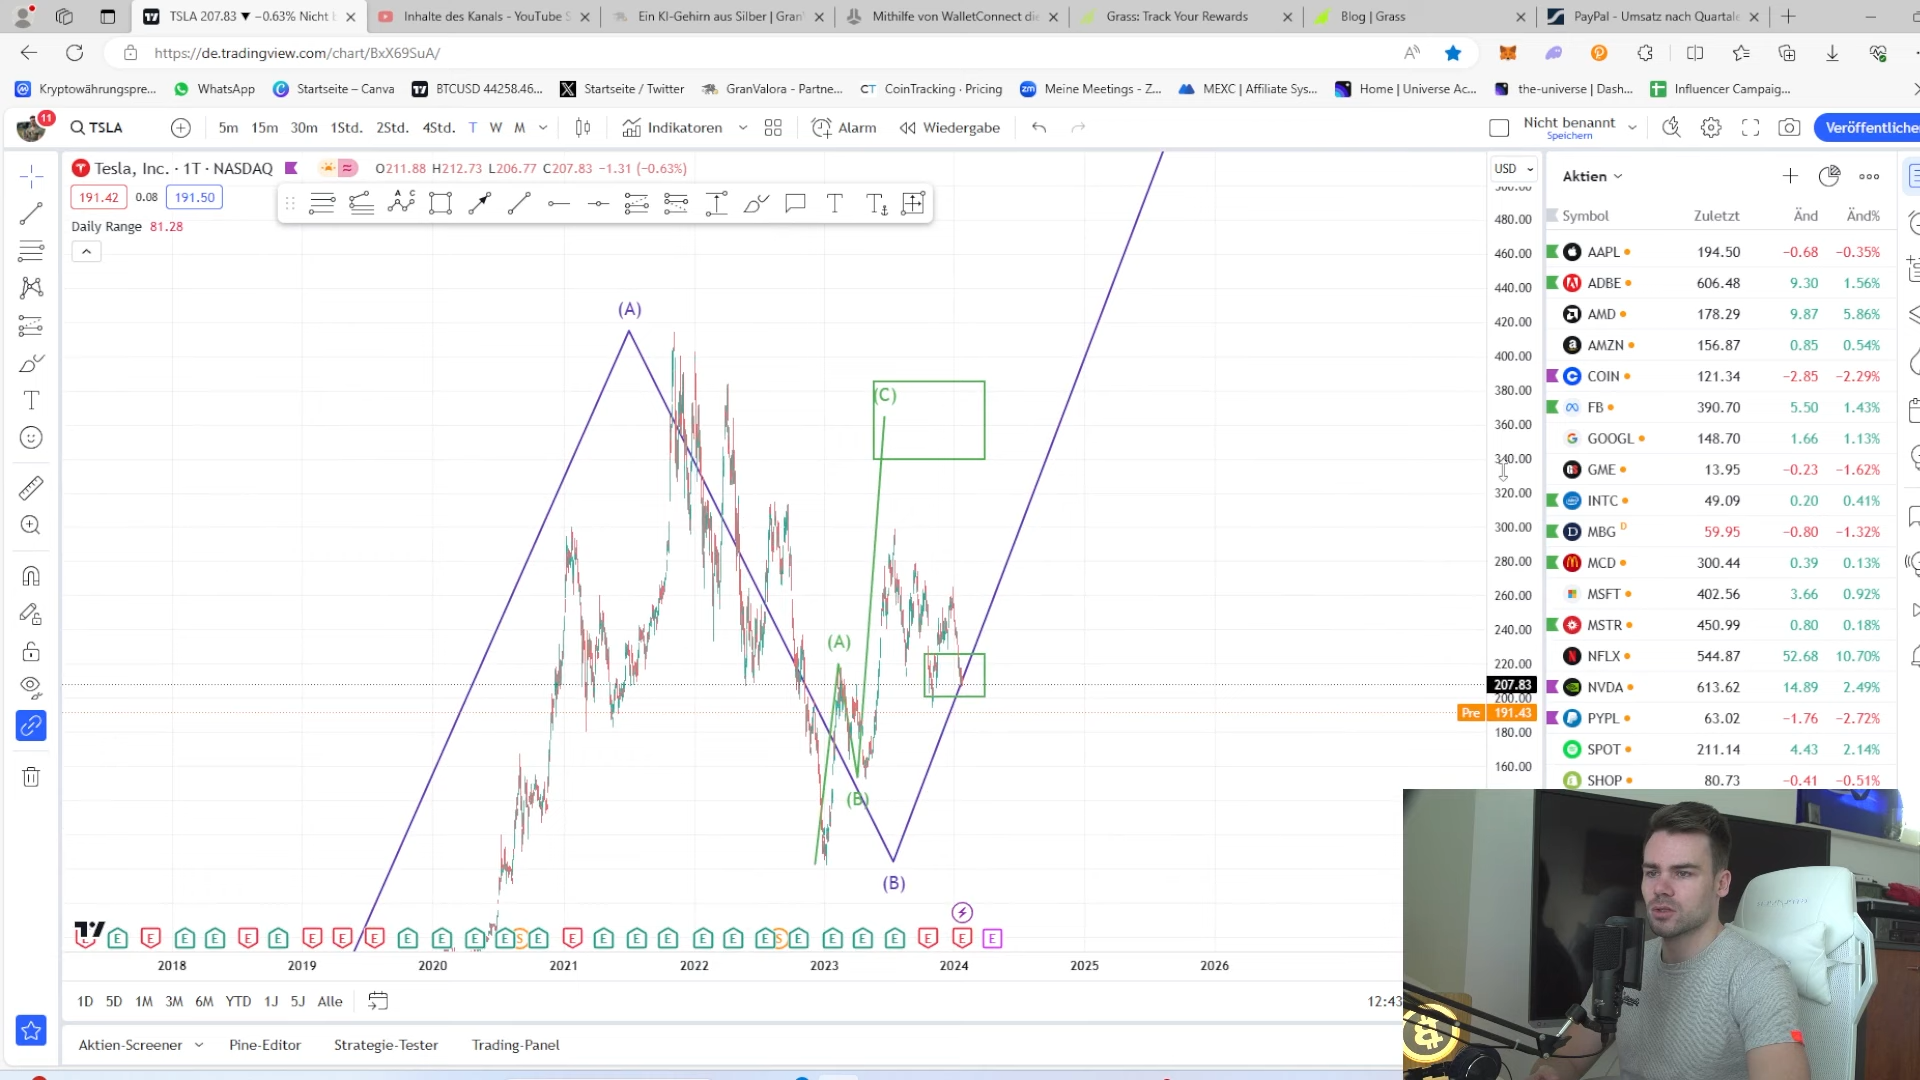 TSLA 207.83 ▼ −0.63% Nicht b
Inhalte des Kanals - YouTube S
Ein KI-Gehirn aus Silber | Gran
Mithilfe von WalletConnect die
Grass: Track Your Rewards
Blog | Grass
PayPal - Umsatz nach Quartale
https://de.tradingview.com/chart/BxX69SuA/
Kryptowährungspre...
WhatsApp
Startseite – Canva
BTCUSD 44258.46...
Startseite / Twitter
GranValora - Partne...
CoinTracking · Pricing
Meine Meetings - Z...
MEXC | Affiliate Sys...
Home | Universe Ac...
the-universe | Dash...
Influencer Campaig...
11
TSLA
5m 15m 30m 1Std. 2Std. 4Std. T W M
Indikatoren
Alarm
Wiedergabe
Nicht benannt
Speichern
Veröffentliche
Tesla, Inc. · 1T · NASDAQ
O211.88 H212.73 L206.77 C207.83 −1.31 (−0.63%)
191.42 0.08 191.50
Daily Range 81.28
USD
480.00
460.00
440.00
420.00
400.00
380.00
360.00
340.00
320.00
300.00
280.00
260.00
240.00
220.00
207.83
200.00
Pre 191.43
180.00
160.00
(A)
(C)
(A)
(B)
(B)
2018 2019 2020 2021 2022 2023 2024 2025 2026
1D 5D 1M 3M 6M YTD 1J 5J Alle
12:43
Aktien-Screener
Pine-Editor
Strategie-Tester
Trading-Panel
Aktien
Symbol Zuletzt Änd Änd%
AAPL 194.50 −0.68 −0.35%
ADBE 606.48 9.30 1.56%
AMD 178.29 9.87 5.86%
AMZN 156.87 0.85 0.54%
COIN 121.34 −2.85 −2.29%
FB 390.70 5.50 1.43%
GOOGL 148.70 1.66 1.13%
GME 13.95 −0.23 −1.62%
INTC 49.09 0.20 0.41%
MBG D 59.95 −0.80 −1.32%
MCD 300.44 0.39 0.13%
MSFT 402.56 3.66 0.92%
MSTR 450.99 0.80 0.18%
NFLX 544.87 52.68 10.70%
NVDA 613.62 14.89 2.49%
PYPL 63.02 −1.76 −2.72%
SPOT 211.14 4.43 2.14%
SHOP 80.73 −0.41 −0.51%